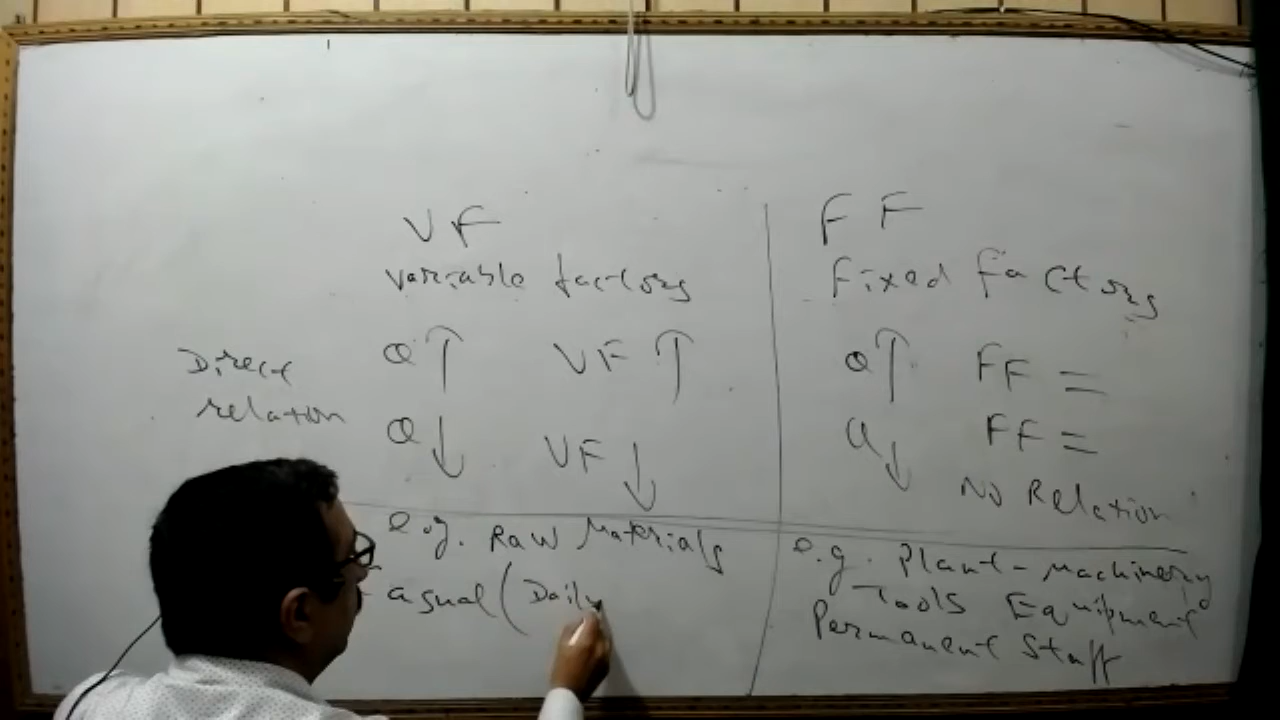 VF
variable factors
Direct
relation
Q↑ VF↑
Q↓ VF↓
e.g. Raw Materials
asual (Daily
FF
Fixed Factors
Q↑ FF =
Q↓ FF =
No Relation
e.g. Plant - Machinery
Tools Equipment
Permanent Staff